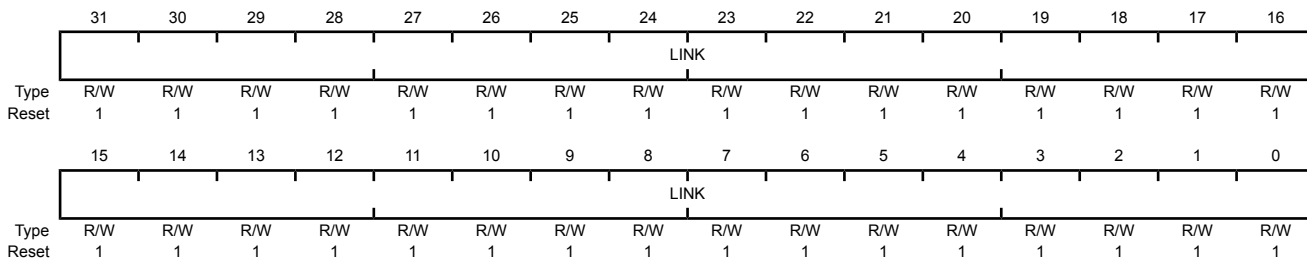 31 30 29 28 27 26 25 24 23 22 21 20 19 18 17 16
LINK
Type R/W R/W R/W R/W R/W R/W R/W R/W R/W R/W R/W R/W R/W R/W R/W R/W
Reset 1 1 1 1 1 1 1 1 1 1 1 1 1 1 1 1
15 14 13 12 11 10 9 8 7 6 5 4 3 2 1 0
LINK
Type R/W R/W R/W R/W R/W R/W R/W R/W R/W R/W R/W R/W R/W R/W R/W R/W
Reset 1 1 1 1 1 1 1 1 1 1 1 1 1 1 1 1